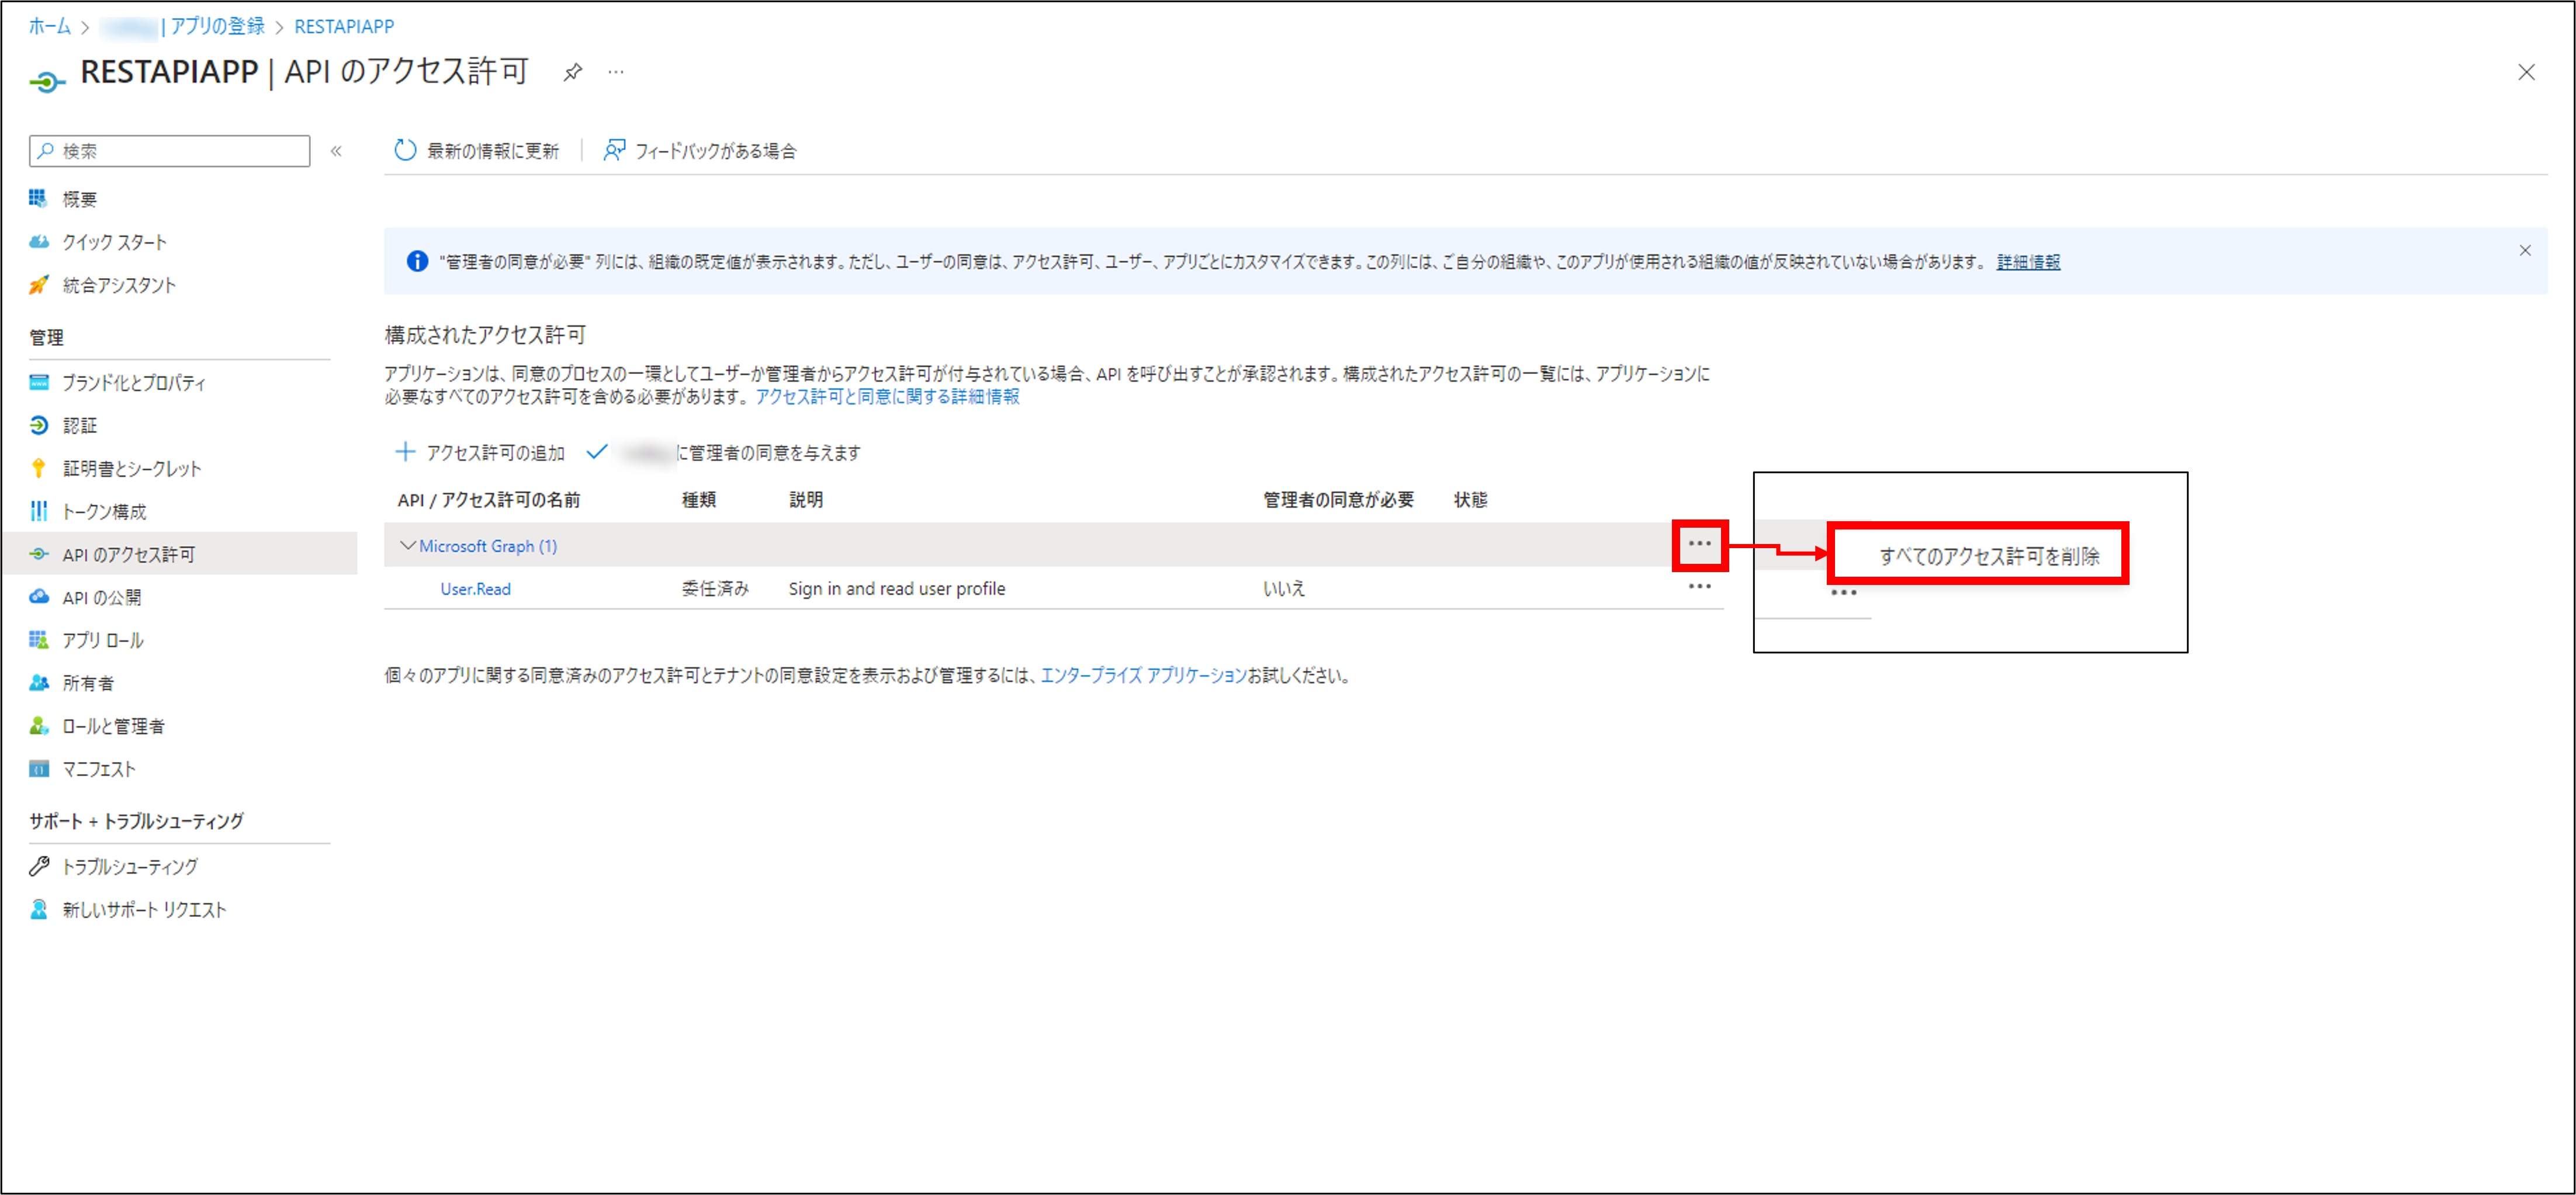 ホーム > | アプリの登録 > RESTAPIAPP
RESTAPIAPP | API のアクセス許可
検索
最新の情報に更新
フィードバックがある場合
概要
クイック スタート
統合アシスタント
管理
ブランド化とプロパティ
認証
証明書とシークレット
トークン構成
API のアクセス許可
API の公開
アプリ ロール
所有者
ロールと管理者
マニフェスト
サポート + トラブルシューティング
トラブルシューティング
新しいサポート リクエスト
"管理者の同意が必要" 列には、組織の既定値が表示されます。ただし、ユーザーの同意は、アクセス許可、ユーザー、アプリごとにカスタマイズできます。この列には、ご自分の組織や、このアプリが使用される組織の値が反映されていない場合があります。 詳細情報
構成されたアクセス許可
アプリケーションは、同意のプロセスの一環としてユーザーか管理者からアクセス許可が付与されている場合、API を呼び出すことが承認されます。構成されたアクセス許可の一覧には、アプリケーションに
必要なすべてのアクセス許可を含める必要があります。 アクセス許可と同意に関する詳細情報
アクセス許可の追加
に管理者の同意を与えます
API / アクセス許可の名前 種類 説明 管理者の同意が必要 状態
Microsoft Graph (1)
すべてのアクセス許可を削除
User.Read 委任済み Sign in and read user profile いいえ
個々のアプリに関する同意済みのアクセス許可とテナントの同意設定を表示および管理するには、エンタープライズ アプリケーションお試しください。